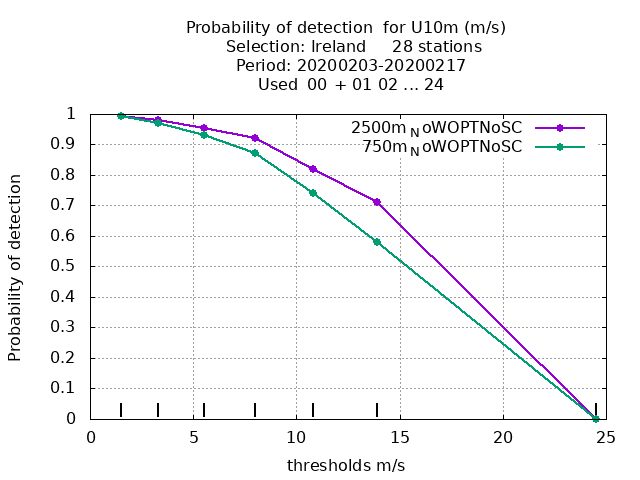 Probability of detection  for U10m (m/s)
Selection: Ireland     28 stations
Period: 20200203-20200217
Used  00  + 01 02 ... 24
2500mNoWOPTNoSC
750mNoWOPTNoSC
Probability of detection
1
0.9
0.8
0.7
0.6
0.5
0.4
0.3
0.2
0.1
0
0 5 10 15 20 25
thresholds m/s